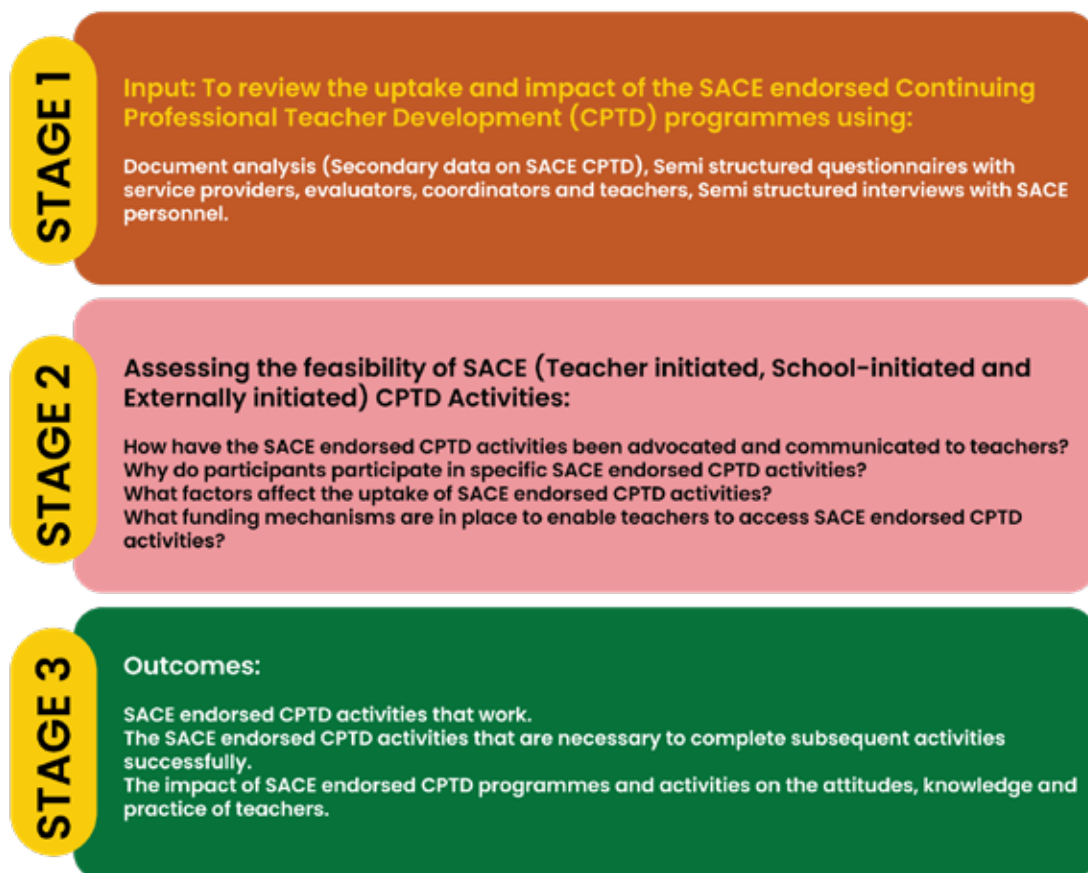 STAGE 1
Input: To review the uptake and impact of the SACE endorsed Continuing
Professional Teacher Development (CPTD) programmes using:
Document analysis (Secondary data on SACE CPTD), Semi structured questionnaires with
service providers, evaluators, coordinators and teachers, Semi structured interviews with SACE
personnel.
STAGE 2
Assessing the feasibility of SACE (Teacher initiated, School-initiated and
Externally initiated) CPTD Activities:
How have the SACE endorsed CPTD activities been advocated and communicated to teachers?
Why do participants participate in specific SACE endorsed CPTD activities?
What factors affect the uptake of SACE endorsed CPTD activities?
What funding mechanisms are in place to enable teachers to access SACE endorsed CPTD
activities?
STAGE 3
Outcomes:
SACE endorsed CPTD activities that work.
The SACE endorsed CPTD activities that are necessary to complete subsequent activities
successfully.
The impact of SACE endorsed CPTD programmes and activities on the attitudes, knowledge and
practice of teachers.